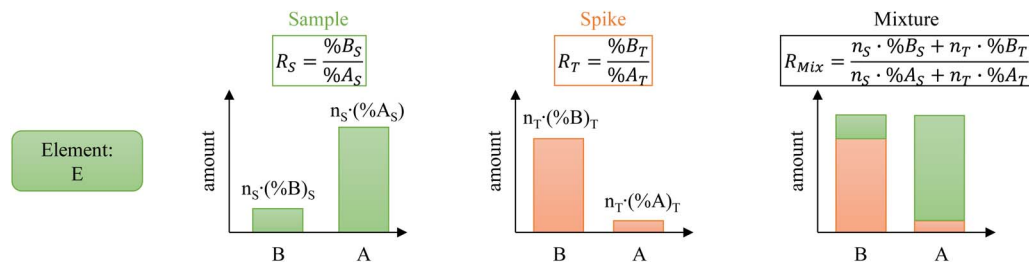 Sample
R_S = %B_S / %A_S
Spike
R_T = %B_T / %A_T
Mixture
R_Mix = n_S · %B_S + n_T · %B_T / n_S · %A_S + n_T · %A_T
Element:
E
amount
n_S·(%B)_S
n_S·(%A_S)
B
A
amount
n_T·(%B)_T
n_T·(%A)_T
B
A
amount
B
A